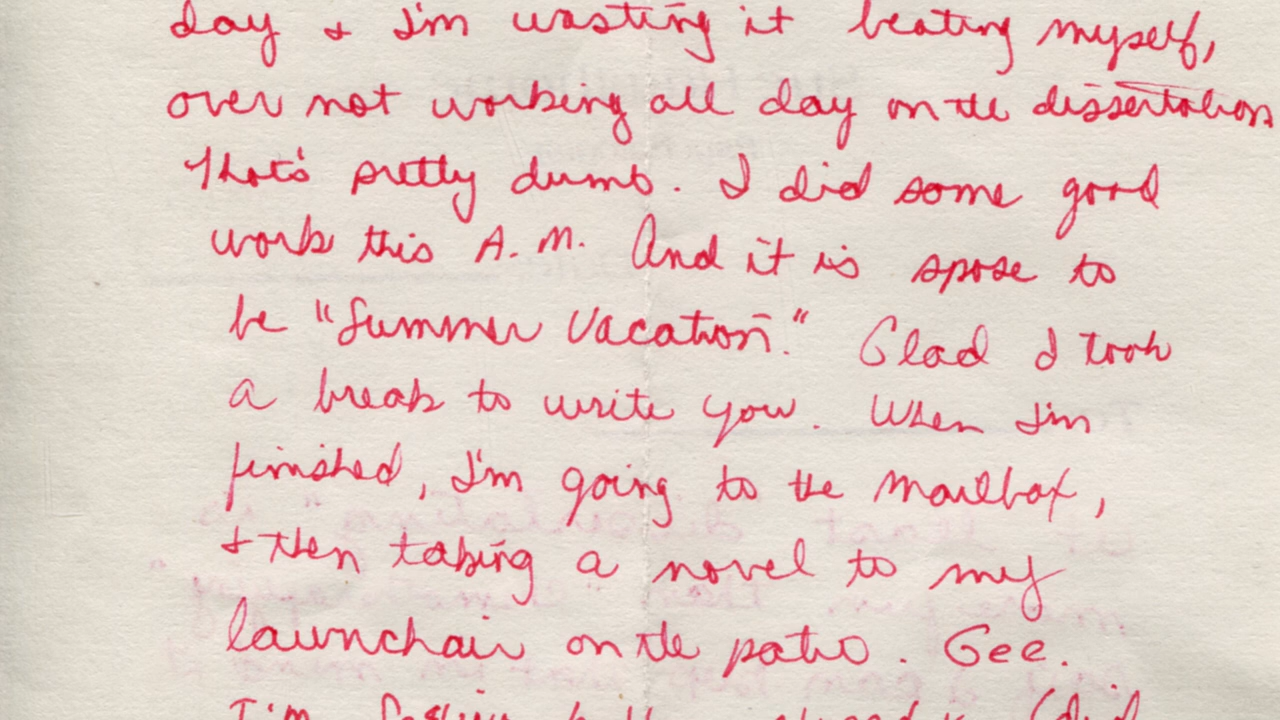 day & I'm wasting it beating myself,
over not working all day on the dissertation
That's pretty dumb. I did some good
work this A.M. And it is spose to
be "Summer Vacation." Glad I took
a break to write you. When I'm
finished, I'm going to the mailbox,
& then taking a novel to my
lawnchair on the patio. Gee.
I'm